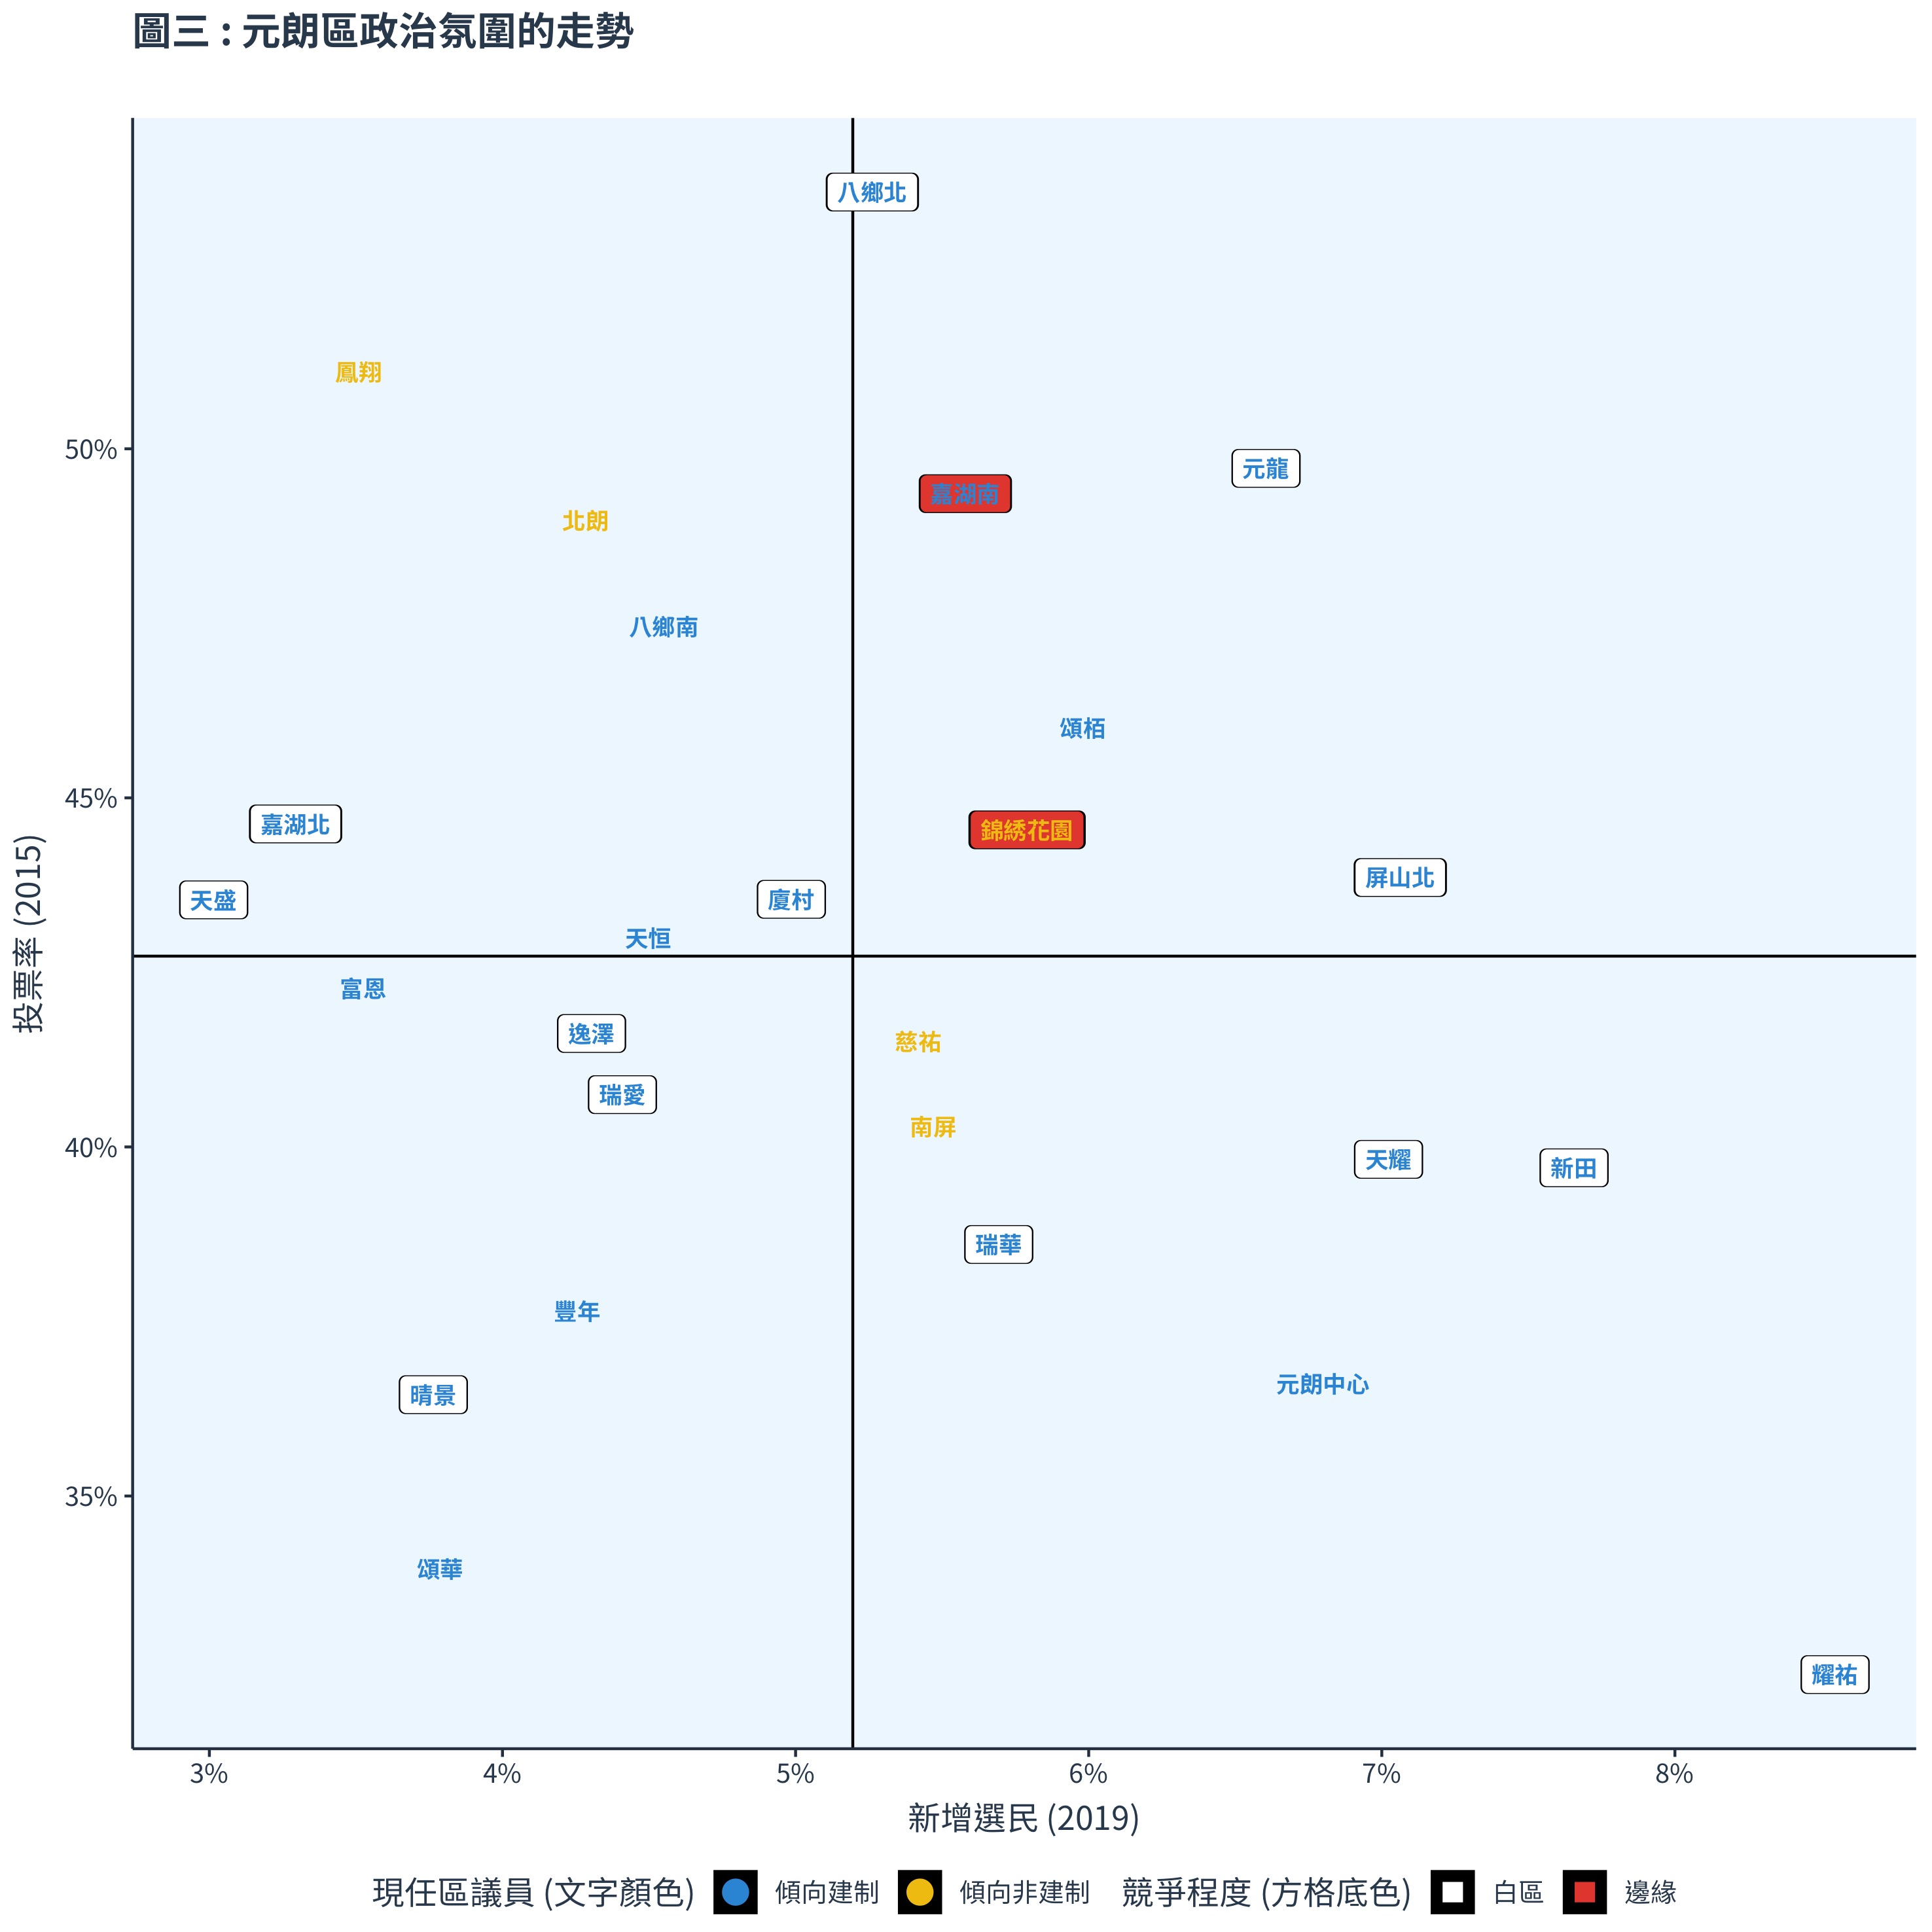 圖三 : 元朗區政治氛圍的走勢
八鄉北
鳳翔
50%
元龍
嘉湖南
北朗
八鄉南
頌栢
45%
嘉湖北
錦綉花園
屏山北
天盛
廈村
天恒
投票率 (2015)
富恩
逸澤
慈祐
瑞愛
南屏
40%
天耀
新田
瑞華
豐年
元朗中心
晴景
35%
頌華
耀祐
3% 4% 5% 6% 7% 8%
新增選民 (2019)
現任區議員 (文字顏色) 傾向建制 傾向非建制 競爭程度 (方格底色) 白區 邊緣